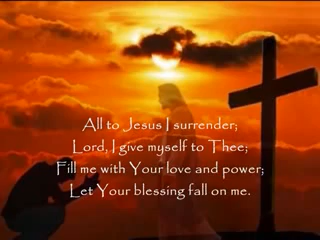 All to Jesus I surrender;
Lord, I give myself to Thee;
Fill me with Your love and power;
Let Your blessing fall on me.